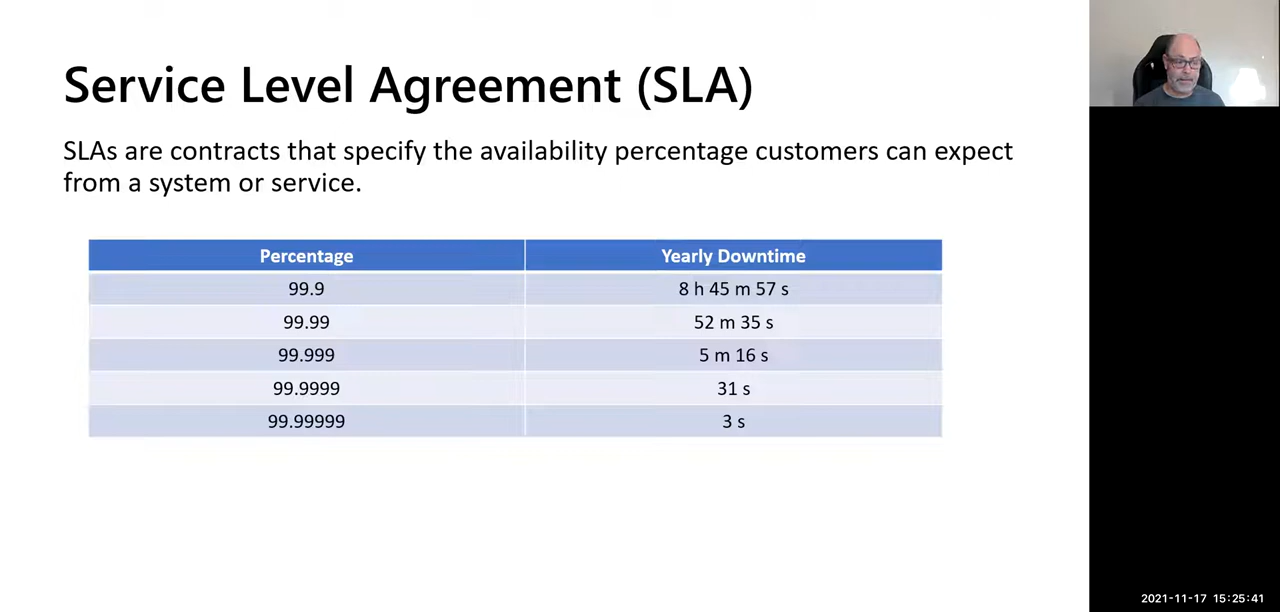 Service Level Agreement (SLA)
SLAs are contracts that specify the availability percentage customers can expect
from a system or service.
Percentage Yearly Downtime
99.9 8 h 45 m 57 s
99.99 52 m 35 s
99.999 5 m 16 s
99.9999 31 s
99.99999 3 s
2021-11-17 15:25:41